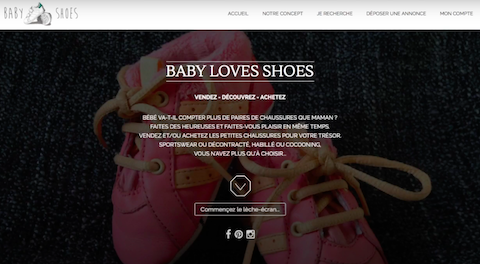 BABY SHOES
ACCUEIL NOTRE CONCEPT JE RECHERCHE DÉPOSER UNE ANNONCE MON COMPTE
BABY LOVES SHOES
VENDEZ - DÉCOUVREZ - ACHETEZ
BÉBÉ VA-T-IL COMPTER PLUS DE PAIRES DE CHAUSSURES QUE MAMAN ?
FAITES DES HEUREUSES ET FAITES-VOUS PLAISIR EN MÊME TEMPS.
VENDEZ ET/OU ACHETEZ LES PETITES CHAUSSURES POUR VOTRE TRÉSOR.
SPORTSWEAR OU DÉCONTRACTÉ, HABILLÉ OU COCOONING,
VOUS N'AVEZ PLUS QU'À CHOISIR...
Commençez le lèche-écran...